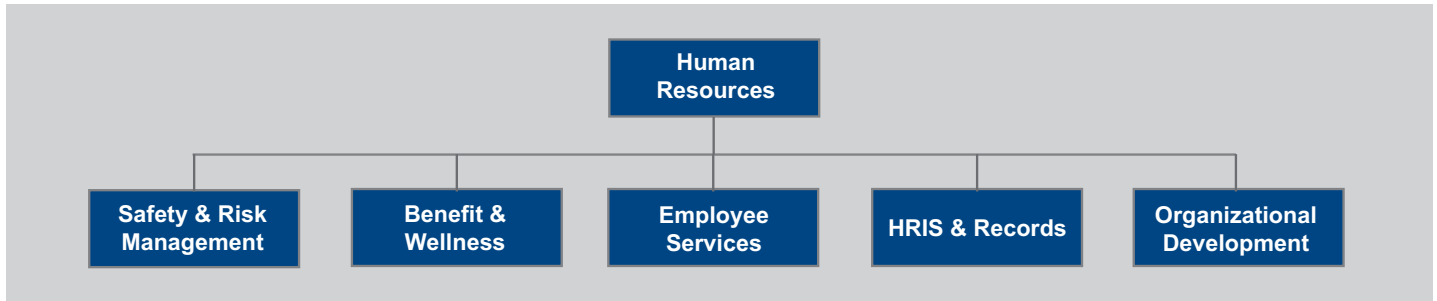 Human
Resources
Safety & Risk
Management
Benefit &
Wellness
Employee
Services
HRIS & Records
Organizational
Development